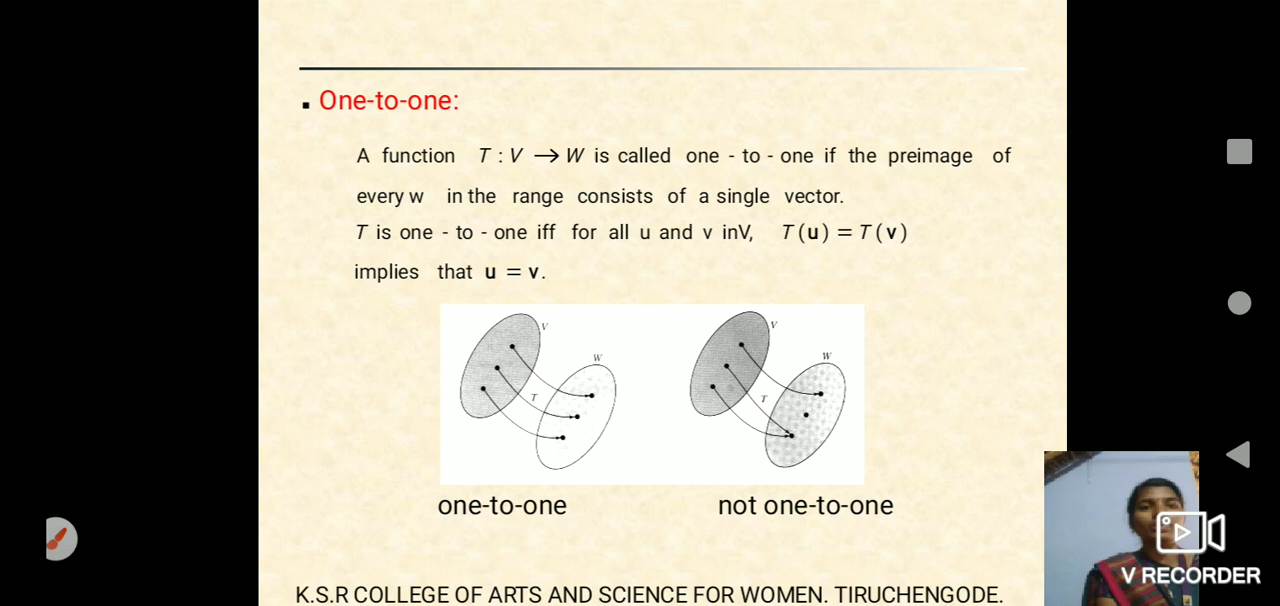 One-to-one:
A function T : V → W is called one - to - one if the preimage of
every w in the range consists of a single vector.
T is one - to - one iff for all u and v inV, T(u) = T(v)
implies that u = v.
V
W
T
V
W
T
one-to-one
not one-to-one
K.S.R COLLEGE OF ARTS AND SCIENCE FOR WOMEN. TIRUCHENGODE.
V RECORDER